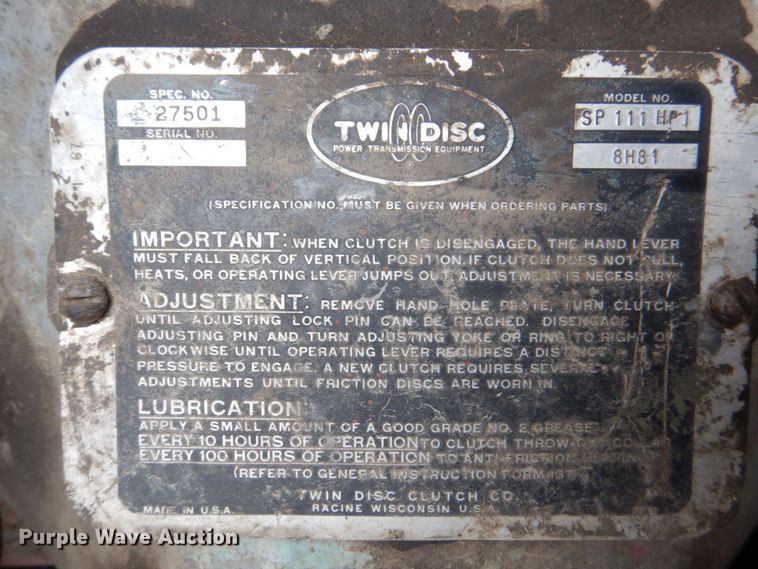 SPEC. NO.
27501
SERIAL NO.
TWIN DISC
POWER TRANSMISSION EQUIPMENT
MODEL NO.
SP 111 HP1
8H81
(SPECIFICATION NO. MUST BE GIVEN WHEN ORDERING PARTS)
IMPORTANT: WHEN CLUTCH IS DISENGAGED, THE HAND LEVER
MUST FALL BACK OF VERTICAL POSITION. IF CLUTCH DOES NOT PULL,
HEATS, OR OPERATING LEVER JUMPS OUT, ADJUSTMENT IS NECESSARY.
ADJUSTMENT: REMOVE HAND HOLE PLATE, TURN CLUTCH
UNTIL ADJUSTING LOCK PIN CAN BE REACHED. DISENGAGE
ADJUSTING PIN AND TURN ADJUSTING YOKE OR RING TO RIGHT OR
CLOCKWISE UNTIL OPERATING LEVER REQUIRES A DISTINCT
PRESSURE TO ENGAGE. A NEW CLUTCH REQUIRES SEVERAL
ADJUSTMENTS UNTIL FRICTION DISCS ARE WORN IN.
LUBRICATION:
APPLY A SMALL AMOUNT OF A GOOD GRADE NO. 2 GREASE
EVERY 10 HOURS OF OPERATION TO CLUTCH THROW-OUT COLLAR
EVERY 100 HOURS OF OPERATION TO ANTI-FRICTION BEARINGS
(REFER TO GENERAL INSTRUCTION FORM
TWIN DISC CLUTCH CO.
MADE IN U.S.A. RACINE WISCONSIN U.S.A.
Purple Wave Auction